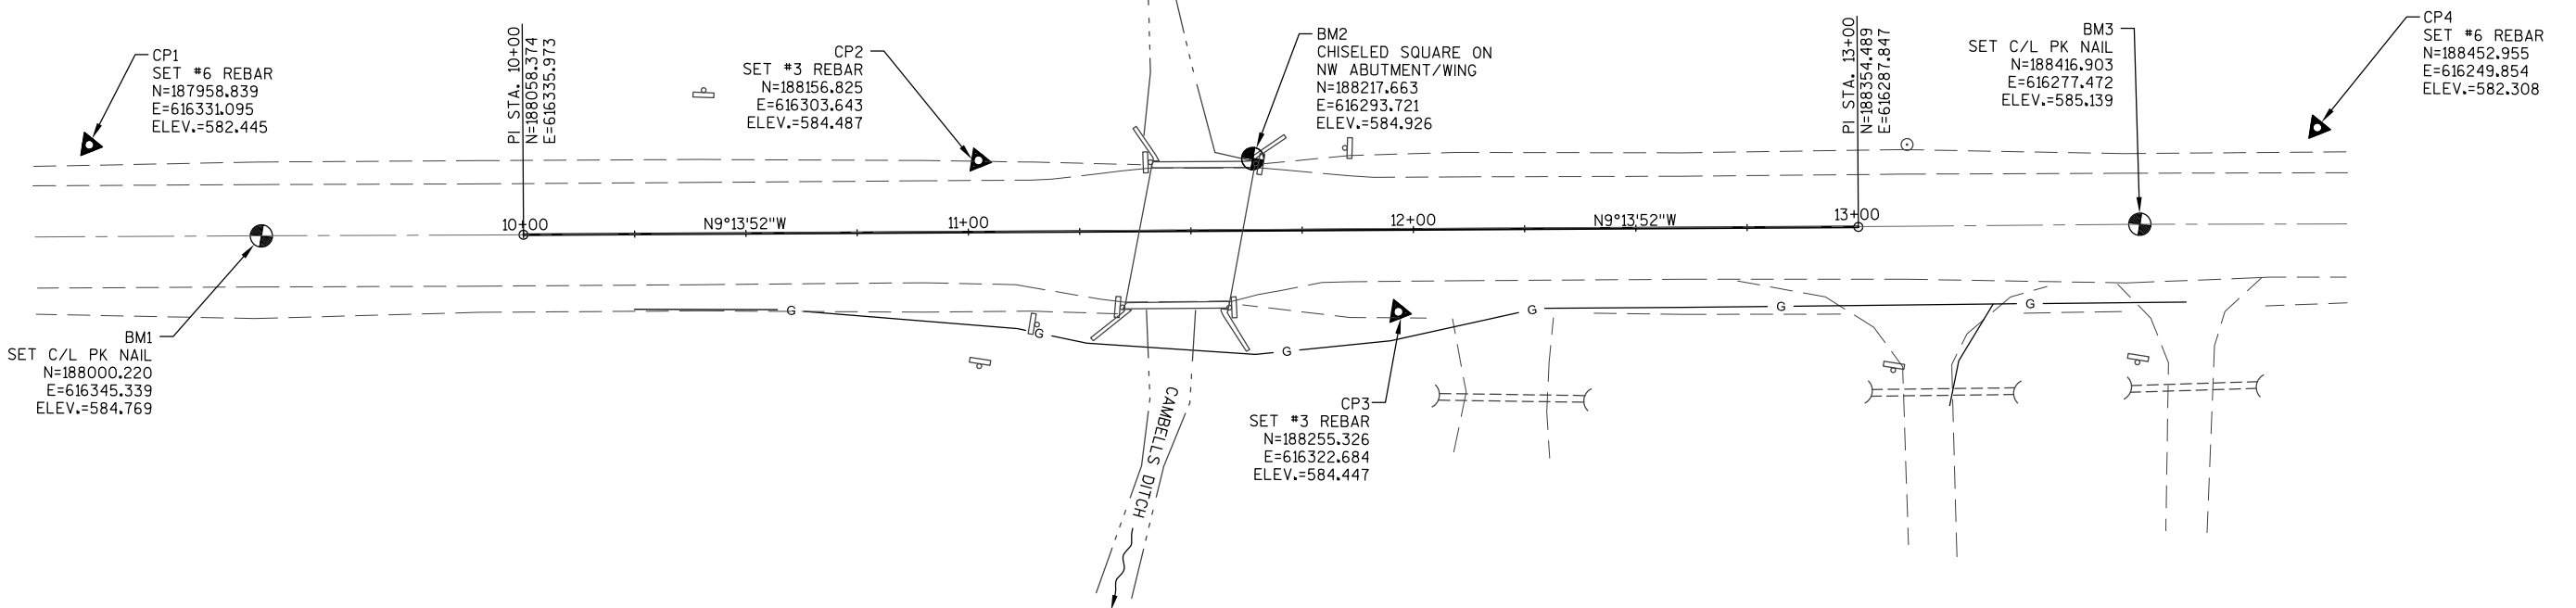 CP1
SET #6 REBAR
N=187958.839
E=616331.095
ELEV.=582.445
PI STA. 10+00
N=188058.374
E=616335.973
CP2
SET #3 REBAR
N=188156.825
E=616303.643
ELEV.=584.487
BM2
CHISELED SQUARE ON
NW ABUTMENT/WING
N=188217.663
E=616293.721
ELEV.=584.926
PI STA. 13+00
N=188354.489
E=616287.847
BM3
SET C/L PK NAIL
N=188416.903
E=616277.472
ELEV.=585.139
CP4
SET #6 REBAR
N=188452.955
E=616249.854
ELEV.=582.308
10+00
N9°13'52"W
11+00
12+00
N9°13'52"W
13+00
G
G
G
G
G
G
BM1
SET C/L PK NAIL
N=188000.220
E=616345.339
ELEV.=584.769
CP3
SET #3 REBAR
N=188255.326
E=616322.684
ELEV.=584.447
CAMBELLS DITCH